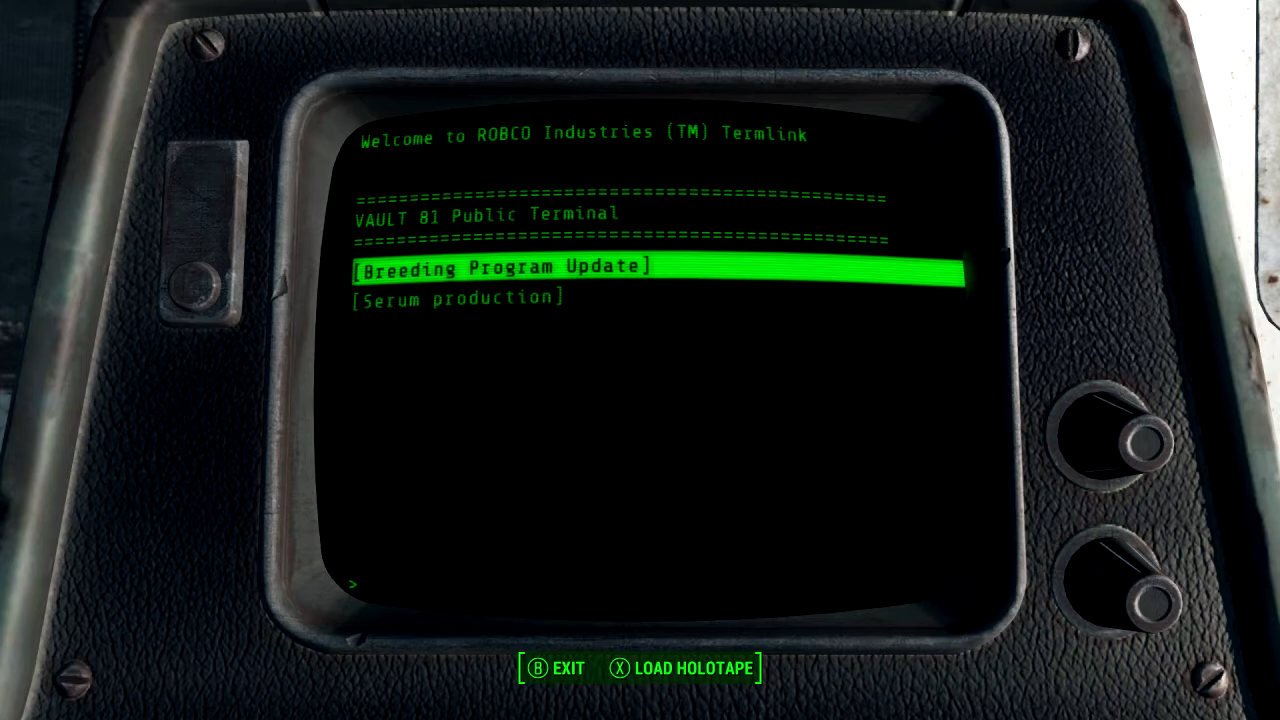 Welcome to ROBCO Industries (TM) Termlink
=============================================
VAULT 81 Public Terminal
=============================================
[Breeding Program Update]
[Serum production]
>
B EXIT X LOAD HOLOTAPE